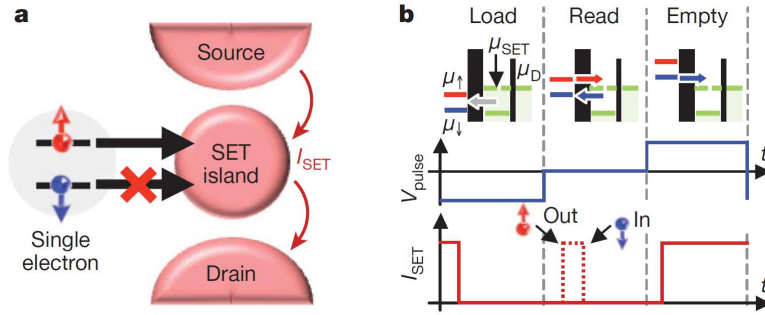 a
Source
SET
island
I_SET
Single
electron
Drain
b
Load
Read
Empty
μ_SET
μ_D
μ_↑
μ_↓
V_pulse
t
Out
In
I_SET
t